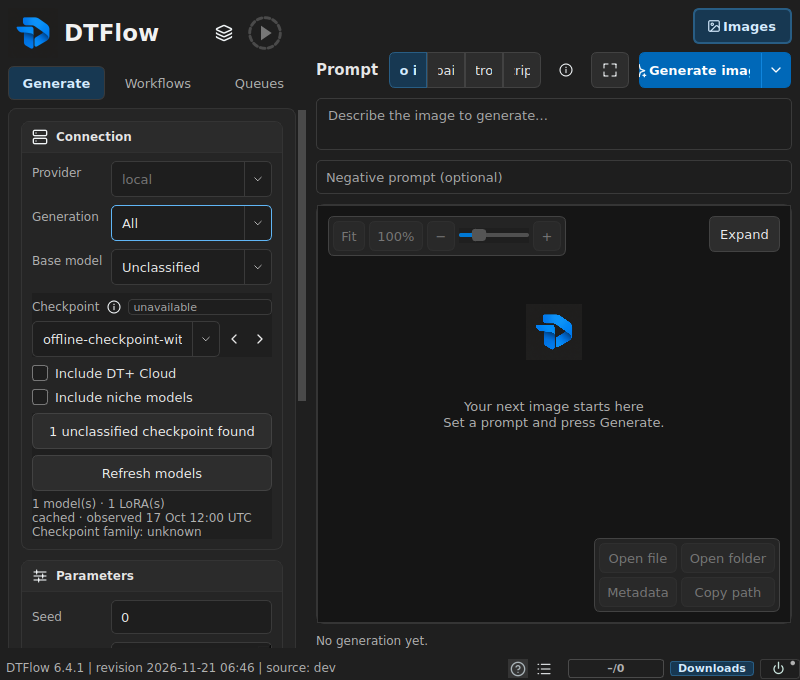 DTFlow
Images
Generate
Workflows
Queues
Prompt
o i
pai
tro
rip
Generate ima
Describe the image to generate...
Negative prompt (optional)
Connection
Provider
local
Generation
All
Base model
Unclassified
Checkpoint
unavailable
offline-checkpoint-wit
Include DT+ Cloud
Include niche models
1 unclassified checkpoint found
Refresh models
1 model(s) · 1 LoRA(s)
cached · observed 17 Oct 12:00 UTC
Checkpoint family: unknown
Parameters
Seed
0
Fit
100%
−
+
Expand
Your next image starts here
Set a prompt and press Generate.
Open file
Open folder
Metadata
Copy path
No generation yet.
DTFlow 6.4.1 | revision 2026-11-21 06:46 | source: dev
–/0
Downloads